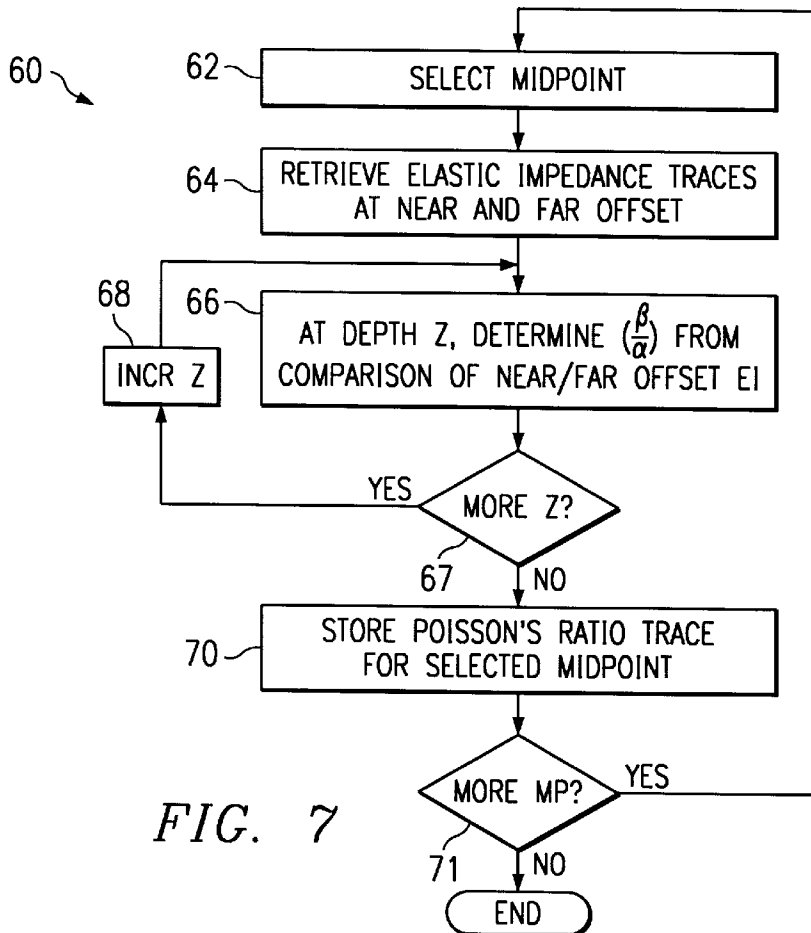 60
62
SELECT MIDPOINT
64
RETRIEVE ELASTIC IMPEDANCE TRACES
AT NEAR AND FAR OFFSET
68
INCR Z
66
AT DEPTH Z, DETERMINE (β/α) FROM
COMPARISON OF NEAR/FAR OFFSET EI
YES
MORE Z?
67
NO
70
STORE POISSON'S RATIO TRACE
FOR SELECTED MIDPOINT
MORE MP?
YES
71
NO
END
FIG. 7